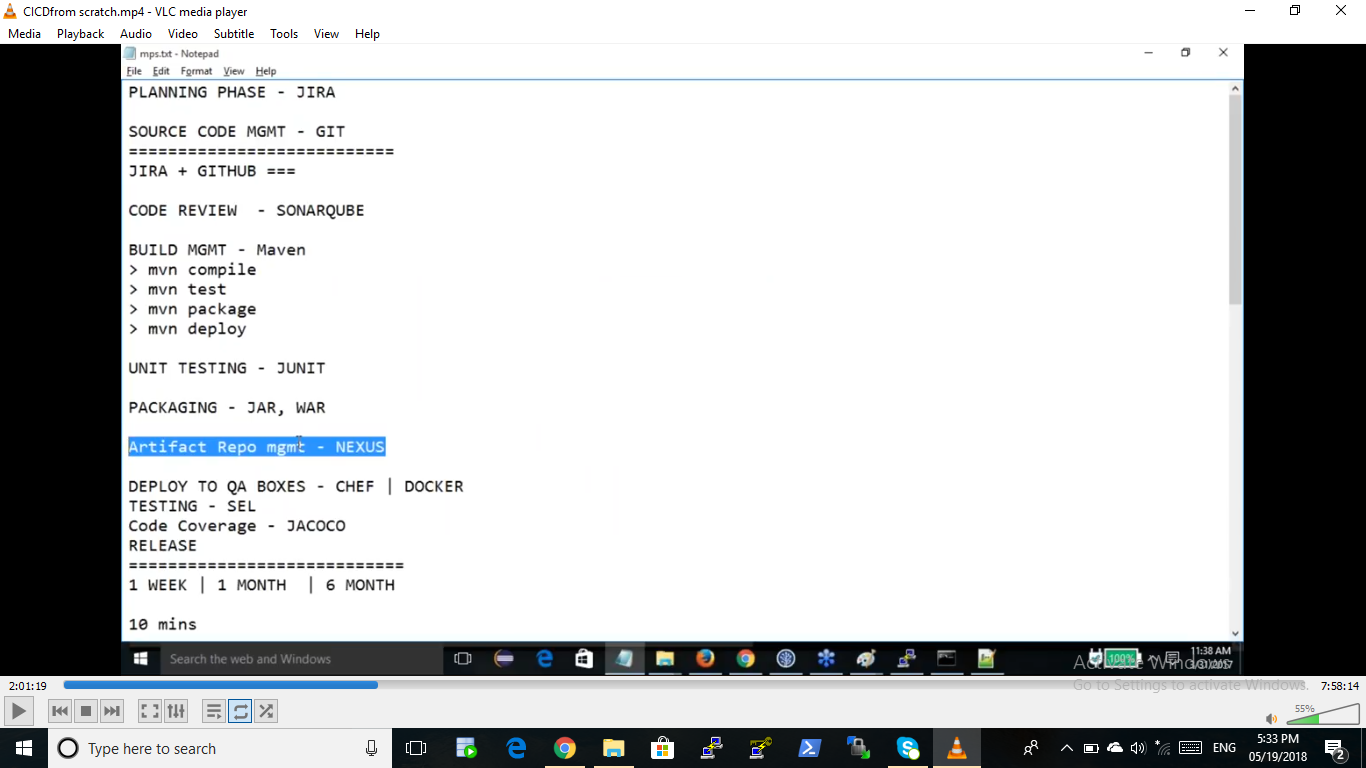 CICDfrom scratch.mp4 - VLC media player
Media Playback Audio Video Subtitle Tools View Help
mps.txt - Notepad
File Edit Format View Help
PLANNING PHASE - JIRA
SOURCE CODE MGMT - GIT
===========================
JIRA + GITHUB ===
CODE REVIEW  - SONARQUBE
BUILD MGMT - Maven
> mvn compile
> mvn test
> mvn package
> mvn deploy
UNIT TESTING - JUNIT
PACKAGING - JAR, WAR
Artifact Repo mgmt - NEXUS
DEPLOY TO QA BOXES - CHEF | DOCKER
TESTING - SEL
Code Coverage - JACOCO
RELEASE
============================
1 WEEK | 1 MONTH  | 6 MONTH
10 mins
Search the web and Windows
100%
11:38 AM
3/31/2017
Activate Windows
Go to Settings to activate Windows.
2:01:19
7:58:14
55%
Type here to search
ENG
5:33 PM
05/19/2018
2